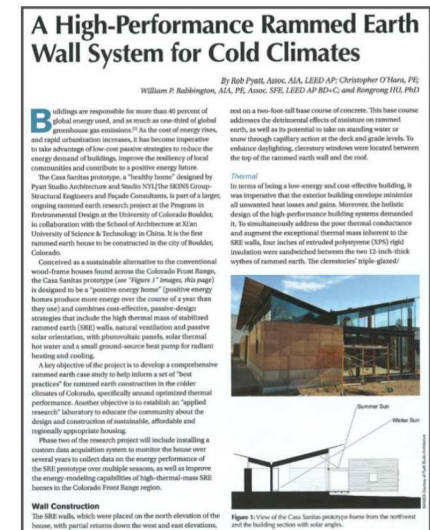 A High-Performance Rammed Earth
Wall System for Cold Climates
By Rob Pyatt, Assoc. AIA, LEED AP; Christopher O'Hara, PE;
William P. Babbington, AIA, PE, Assoc. SFE, LEED AP BD+C; and Rongrong HU, PhD
Buildings are responsible for more than 40 percent of
global energy used, and as much as one-third of global
greenhouse gas emissions.[1] As the cost of energy rises,
and rapid urbanization increases, it has become imperative
to take advantage of low-cost passive strategies to reduce the
energy demand of buildings, improve the resiliency of local
communities and contribute to a positive energy future.
The Casa Sanitas prototype, a "healthy home" designed by
Pyatt Studio Architecture and Studio NYL|The SKINS Group-
Structural Engineers and Façade Consultants, is part of a larger,
ongoing rammed earth research project at the Program in
Environmental Design at the University of Colorado Boulder,
in collaboration with the School of Architecture at Xi'an
University of Science & Technology in China. It is the first
rammed earth house to be constructed in the city of Boulder,
Colorado.
Conceived as a sustainable alternative to the conventional
wood-frame houses found across the Colorado Front Range,
the Casa Sanitas prototype (see "Figure 1" images, this page)
is designed to be a "positive energy home" (positive energy
homes produce more energy over the course of a year than
they use) and combines cost-effective, passive-design
strategies that include the high thermal mass of stabilized
rammed earth (SRE) walls, natural ventilation and passive
solar orientation, with photovoltaic panels, solar thermal
hot water and a small ground-source heat pump for radiant
heating and cooling.
A key objective of the project is to develop a comprehensive
rammed earth case study to help inform a set of "best
practices" for rammed earth construction in the colder
climates of Colorado, specifically around optimized thermal
performance. Another objective is to establish an "applied
research" laboratory to educate the community about the
design and construction of sustainable, affordable and
regionally appropriate housing.
Phase two of the research project will include installing a
custom data acquisition system to monitor the house over
several years to collect data on the energy performance of
the SRE prototype over multiple seasons, as well as improve
the energy-modeling capabilities of high-thermal-mass SRE
homes in the Colorado Front Range region.
Wall Construction
The SRE walls, which were placed on the north elevation of the
house, with partial returns down the west and east elevations,
rest on a two-foot-tall base course of concrete. This base course
addresses the detrimental effects of moisture on rammed
earth, as well as its potential to take on standing water or
snow through capillary action at the deck and grade levels. To
enhance daylighting, clerestory windows were located between
the top of the rammed earth wall and the roof.
Thermal
In terms of being a low-energy and cost-effective building, it
was imperative that the exterior building envelope minimize
all unwanted heat losses and gains. Moreover, the holistic
design of the high-performance building systems demanded
it. To simultaneously address the poor thermal conductance
and augment the exceptional thermal mass inherent to the
SRE walls, four inches of extruded polystyrene (XPS) rigid
insulation were sandwiched between the two 12-inch-thick
wythes of rammed earth. The clerestories' triple-glazed/
Summer Sun
Winter Sun
Figure 1: View of the Casa Sanitas prototype home from the northwest
and the building section with solar angles.